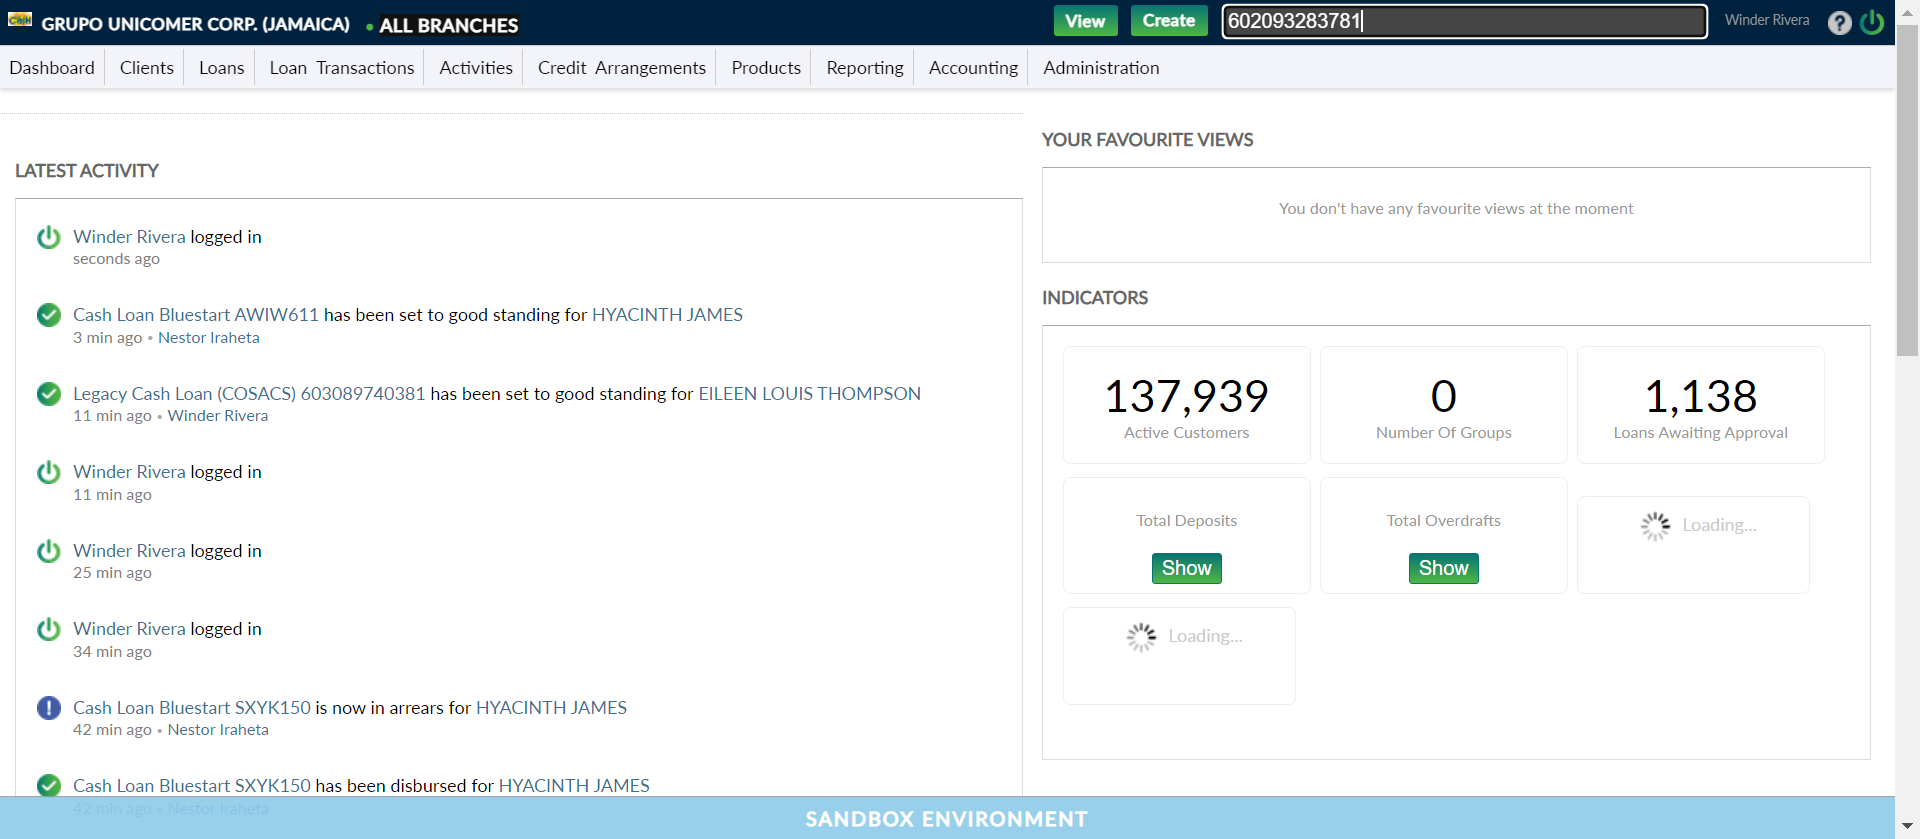 CASH
GRUPO UNICOMER CORP. (JAMAICA) • ALL BRANCHES
View
Create
602093283781
Winder Rivera
?
Dashboard
Clients
Loans
Loan Transactions
Activities
Credit Arrangements
Products
Reporting
Accounting
Administration
LATEST ACTIVITY
Winder Rivera logged in
seconds ago
Cash Loan Bluestart AWIW611 has been set to good standing for HYACINTH JAMES
3 min ago • Nestor Iraheta
Legacy Cash Loan (COSACS) 603089740381 has been set to good standing for EILEEN LOUIS THOMPSON
11 min ago • Winder Rivera
Winder Rivera logged in
11 min ago
Winder Rivera logged in
25 min ago
Winder Rivera logged in
34 min ago
Cash Loan Bluestart SXYK150 is now in arrears for HYACINTH JAMES
42 min ago • Nestor Iraheta
Cash Loan Bluestart SXYK150 has been disbursed for HYACINTH JAMES
42 min ago • Nestor Iraheta
YOUR FAVOURITE VIEWS
You don't have any favourite views at the moment
INDICATORS
137,939
Active Customers
0
Number Of Groups
1,138
Loans Awaiting Approval
Total Deposits
Show
Total Overdrafts
Show
Loading...
Loading...
SANDBOX ENVIRONMENT